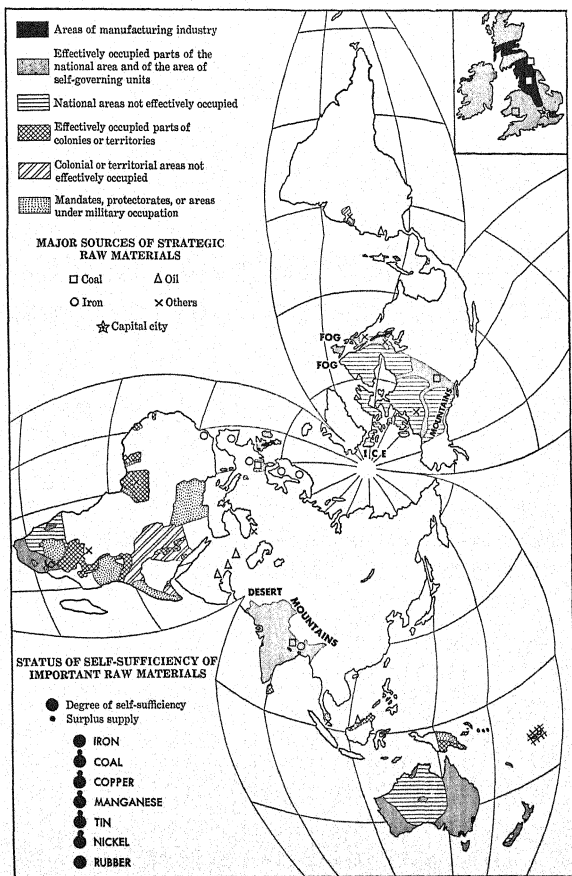 Areas of manufacturing industry
Effectively occupied parts of the
national area and of the area of
self-governing units
National areas not effectively occupied
Effectively occupied parts of
colonies or territories
Colonial or territorial areas not
effectively occupied
Mandates, protectorates, or areas
under military occupation
MAJOR SOURCES OF STRATEGIC
RAW MATERIALS
Coal
Oil
Iron
Others
Capital city
FOG
FOG
MOUNTAINS
ICE
DESERT
MOUNTAINS
STATUS OF SELF-SUFFICIENCY OF
IMPORTANT RAW MATERIALS
Degree of self-sufficiency
Surplus supply
IRON
COAL
COPPER
MANGANESE
TIN
NICKEL
RUBBER